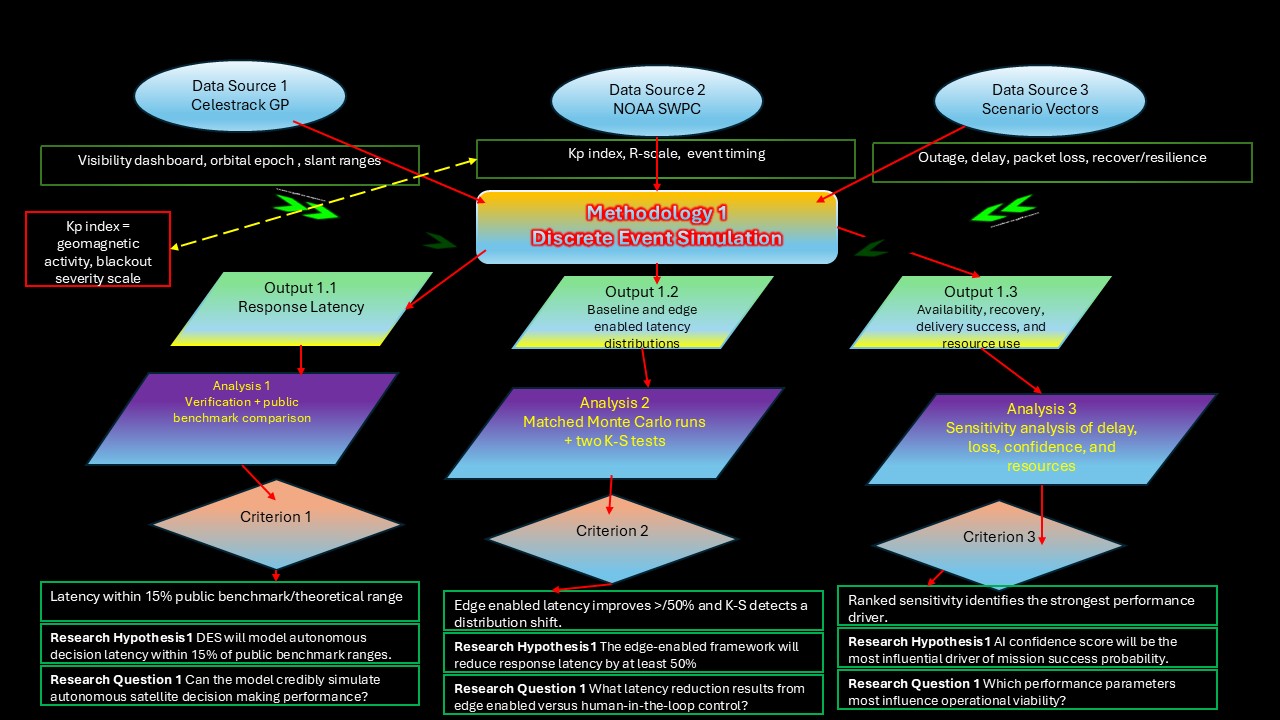 Data Source 1
Celestrack GP
Data Source 2
NOAA SWPC
Data Source 3
Scenario Vectors
Visibility dashboard, orbital epoch , slant ranges
Kp index, R-scale, event timing
Outage, delay, packet loss, recover/resilience
Kp index =
geomagnetic
activity, blackout
severity scale
Methodology 1
Discrete Event Simulation
Output 1.1
Response Latency
Output 1.2
Baseline and edge
enabled latency
distributions
Output 1.3
Availability, recovery,
delivery success, and
resource use
Analysis 1
Verification + public
benchmark comparison
Analysis 2
Matched Monte Carlo runs
+ two K-S tests
Analysis 3
Sensitivity analysis of delay,
loss, confidence, and
resources
Criterion 1
Criterion 2
Criterion 3
Latency within 15% public benchmark/theoretical range
Research Hypothesis1 DES will model autonomous
decision latency within 15% of public benchmark ranges.
Research Question 1 Can the model credibly simulate
autonomous satellite decision making performance?
Edge enabled latency improves >/50% and K-S detects a
distribution shift.
Research Hypothesis1 The edge-enabled framework will
reduce response latency by at least 50%
Research Question 1 What latency reduction results from
edge enabled versus human-in-the-loop control?
Ranked sensitivity identifies the strongest performance
driver.
Research Hypothesis1 AI confidence score will be the
most influential driver of mission success probability.
Research Question 1 Which performance parameters
most influence operational viability?